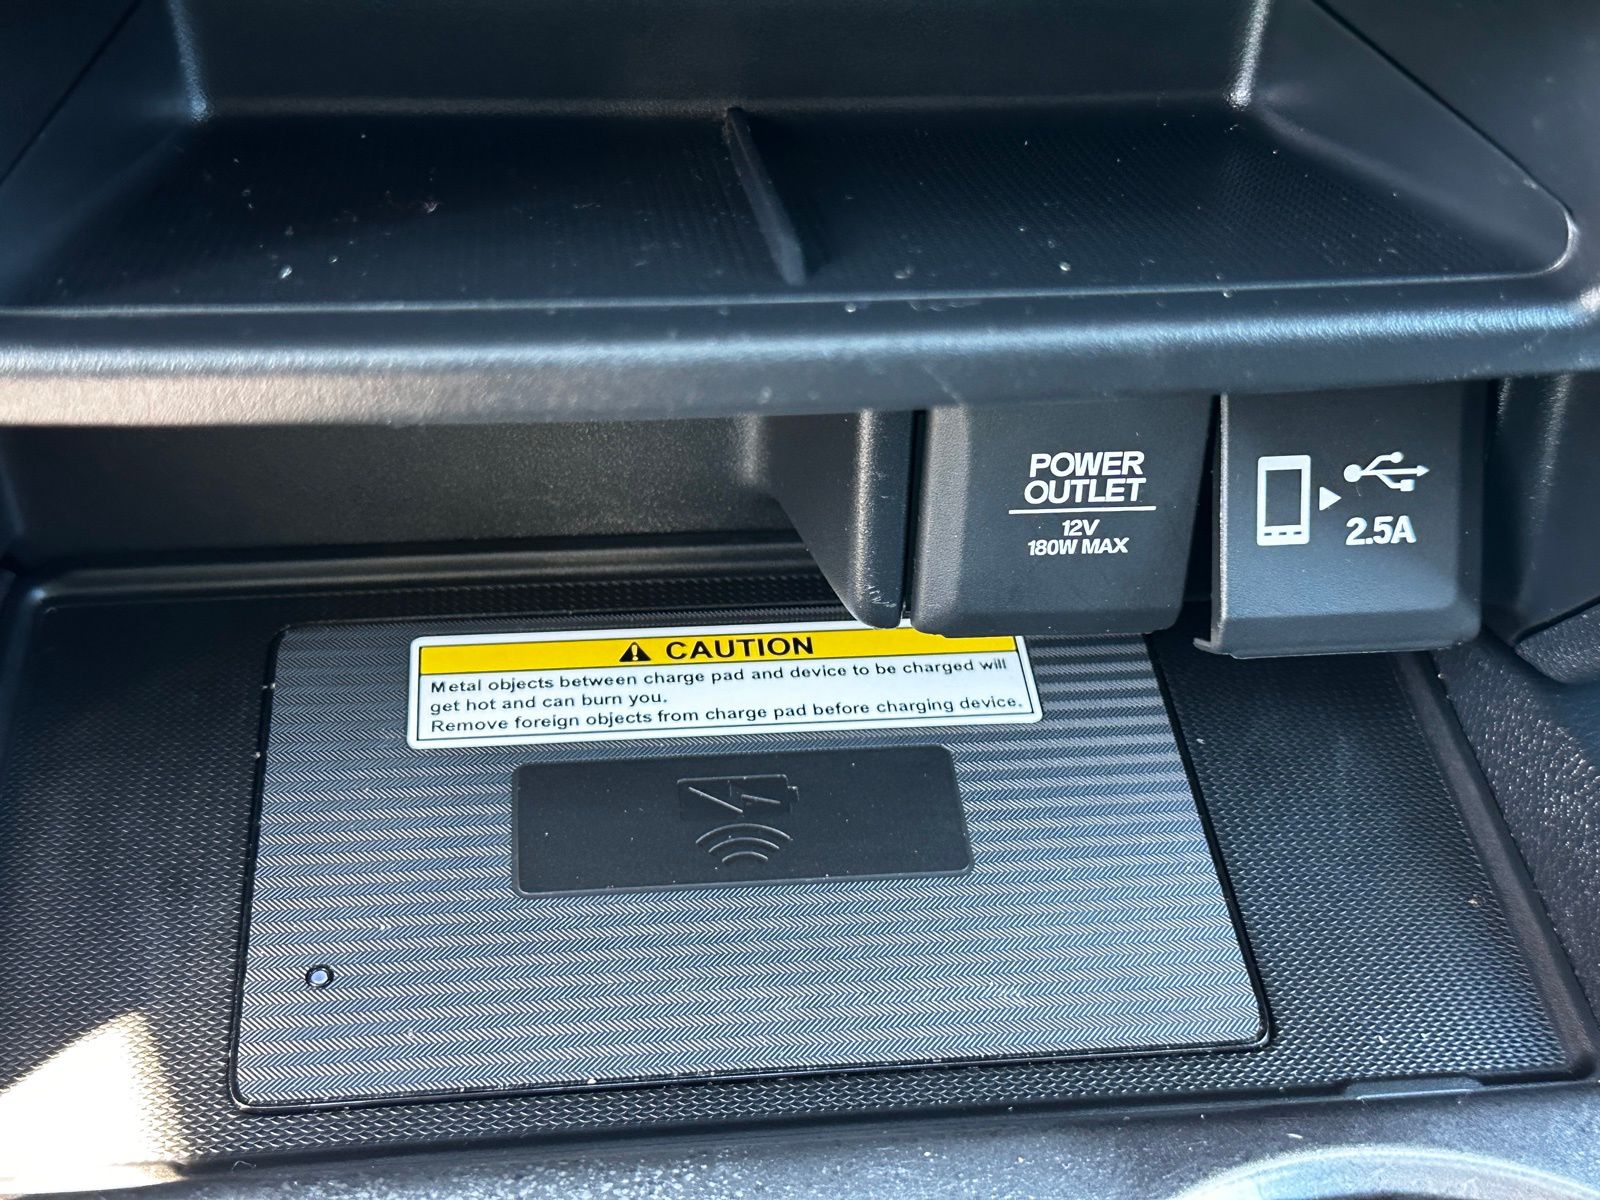 POWER
OUTLET
12V
180W MAX
2.5A
CAUTION
Metal objects between charge pad and device to be charged will
get hot and can burn you.
Remove foreign objects from charge pad before charging device.